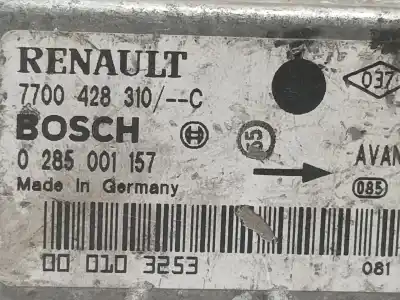 RENAULT
037
7700 428 310/--C
BOSCH
55
0 285 001 157
AVAN
Made in Germany
085
00 010 3253
081